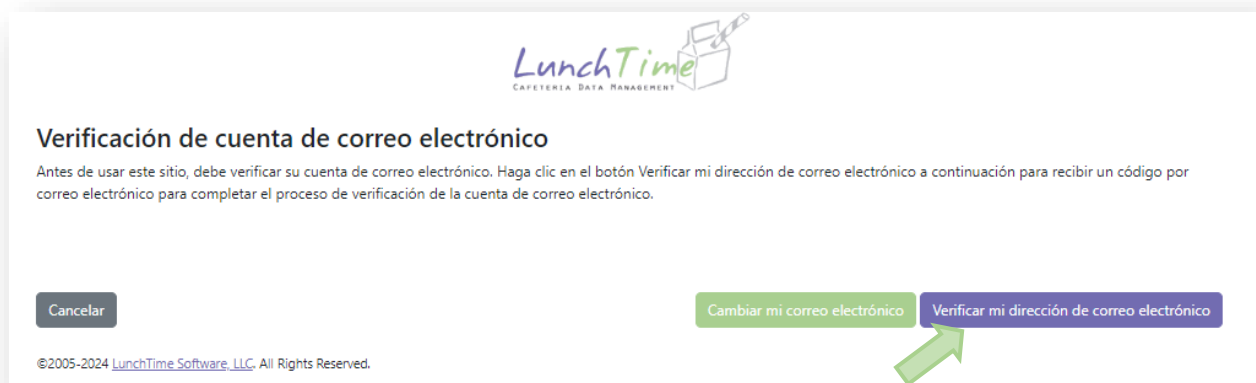 LunchTime
CAFETERIA DATA MANAGEMENT
Verificación de cuenta de correo electrónico
Antes de usar este sitio, debe verificar su cuenta de correo electrónico. Haga clic en el botón Verificar mi dirección de correo electrónico a continuación para recibir un código por
correo electrónico para completar el proceso de verificación de la cuenta de correo electrónico.
Cancelar
Cambiar mi correo electrónico
Verificar mi dirección de correo electrónico
©2005-2024 LunchTime Software, LLC. All Rights Reserved.